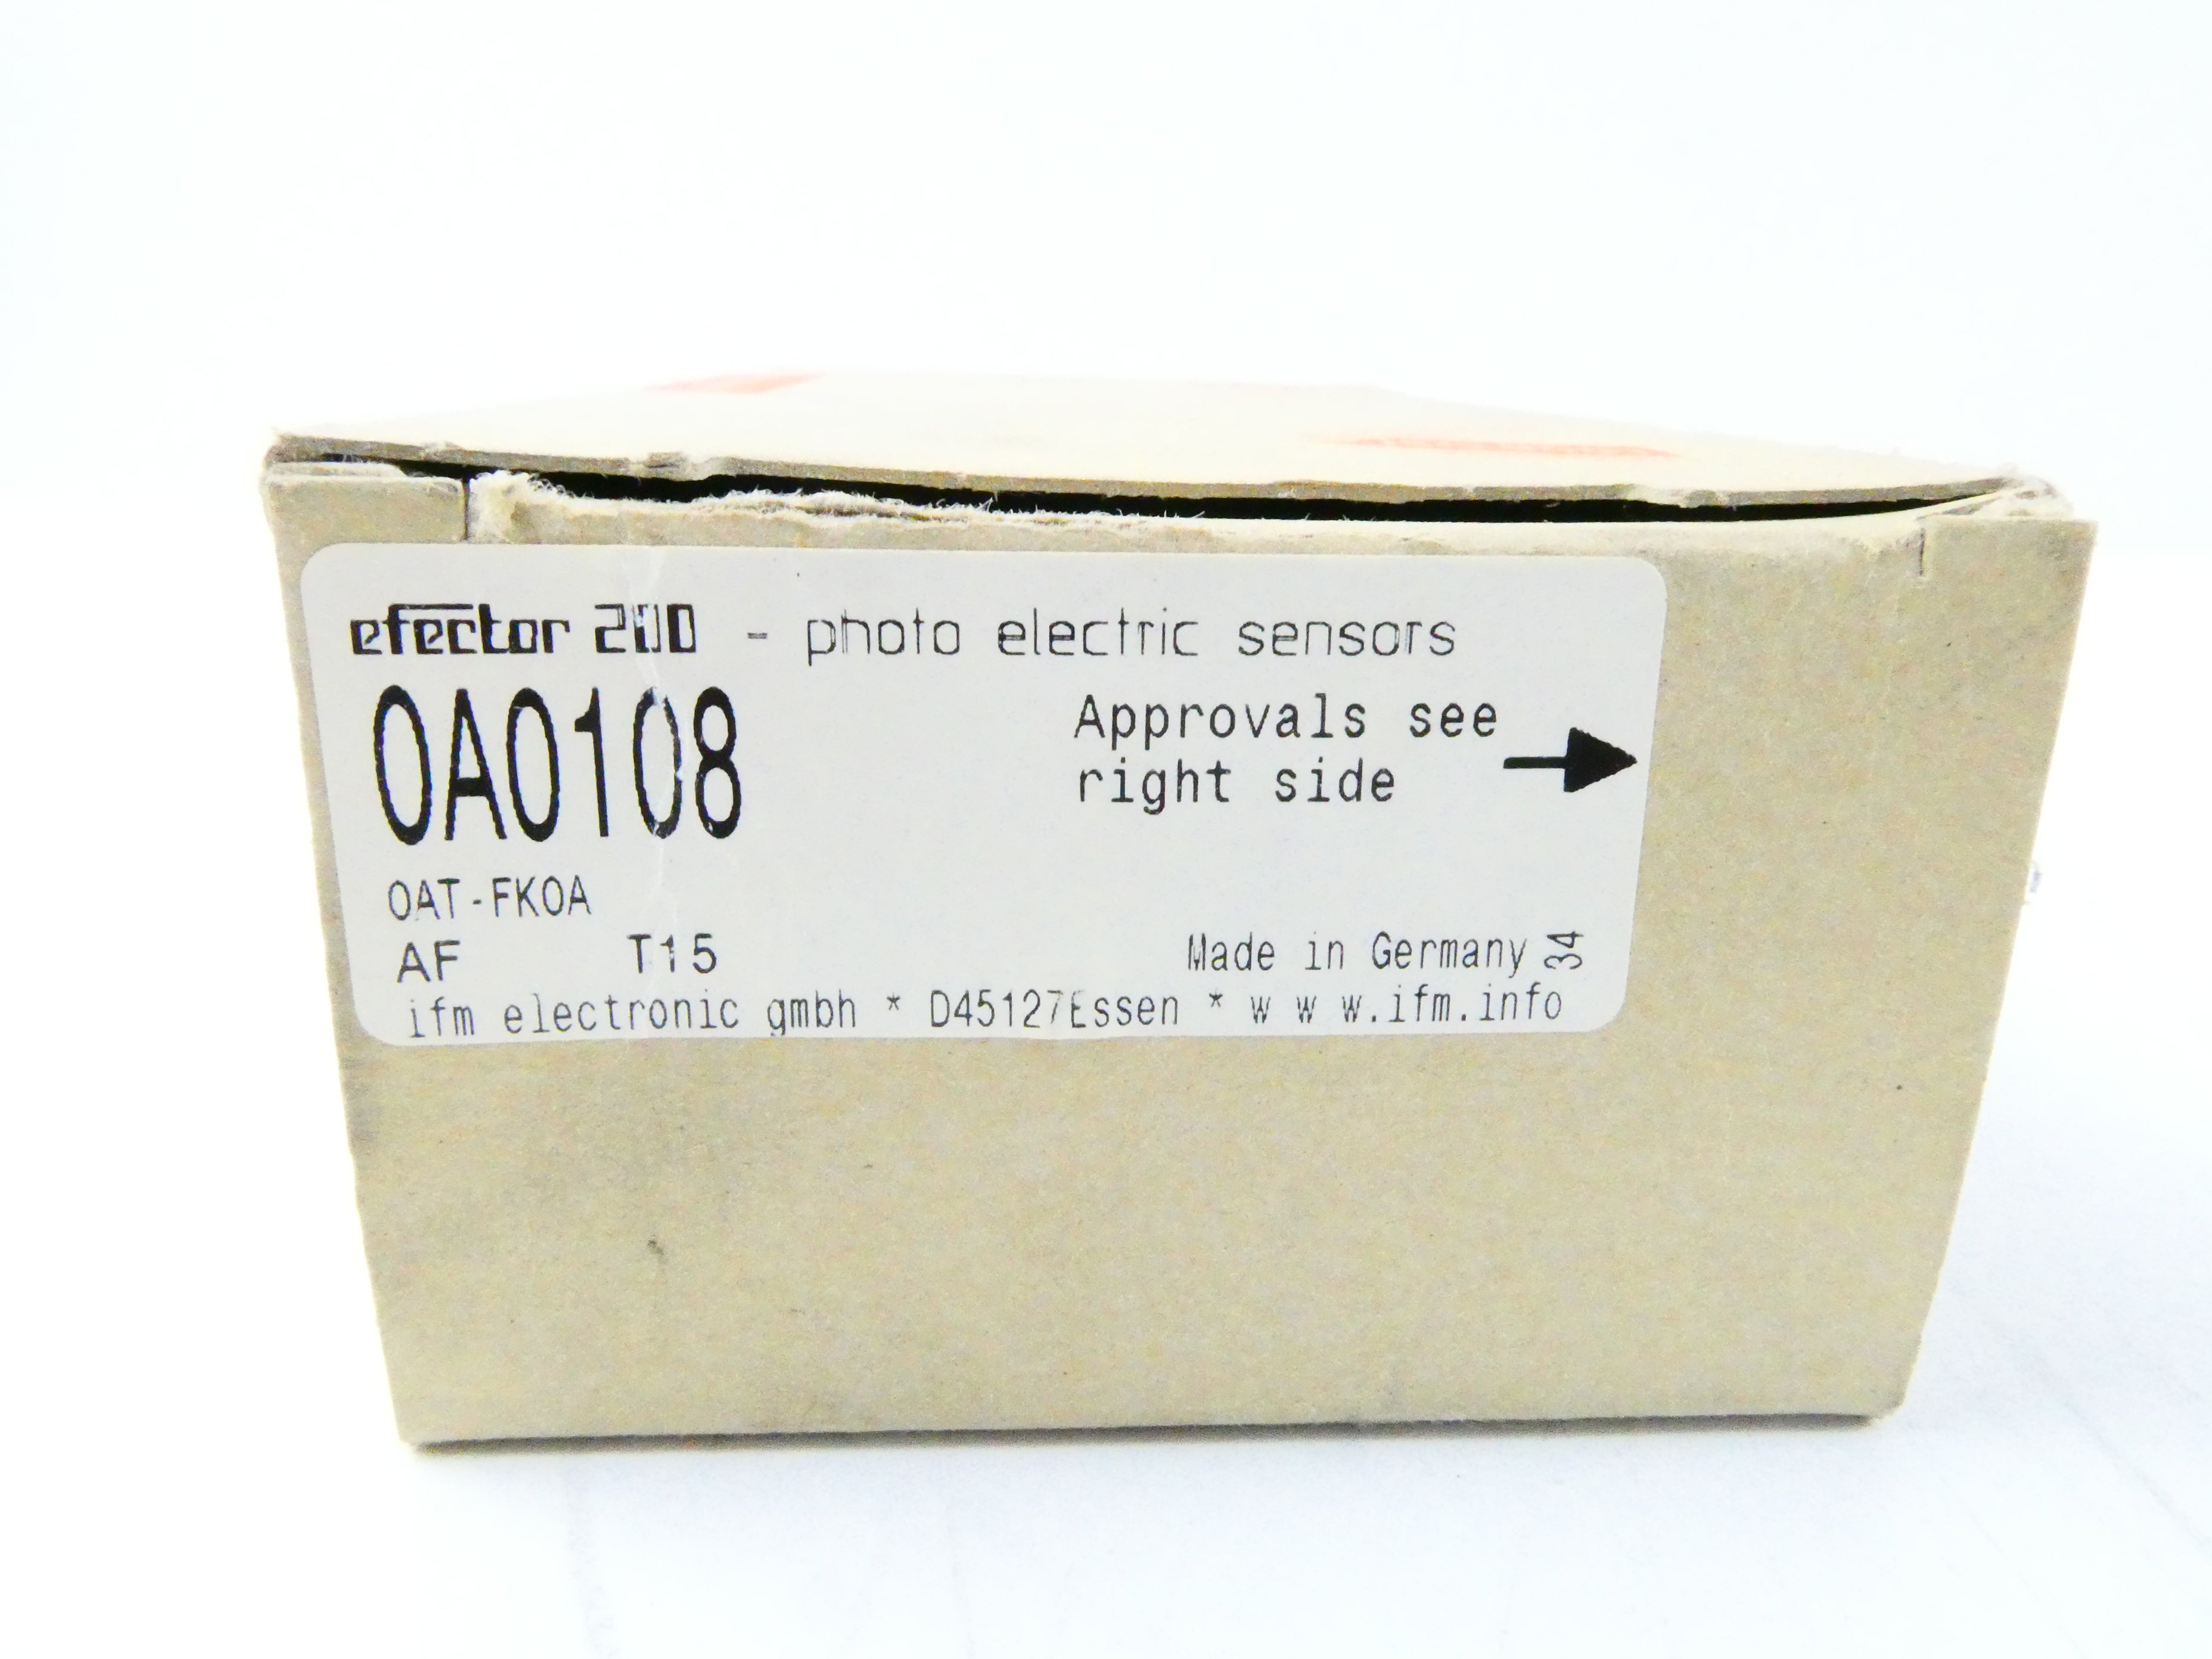 efector 200 - photo electric sensors
OA0108
Approvals see
right side
OAT-FKOA
AF T15
Made in Germany 34
ifm electronic gmbh * D45127Essen * w w w.ifm.info